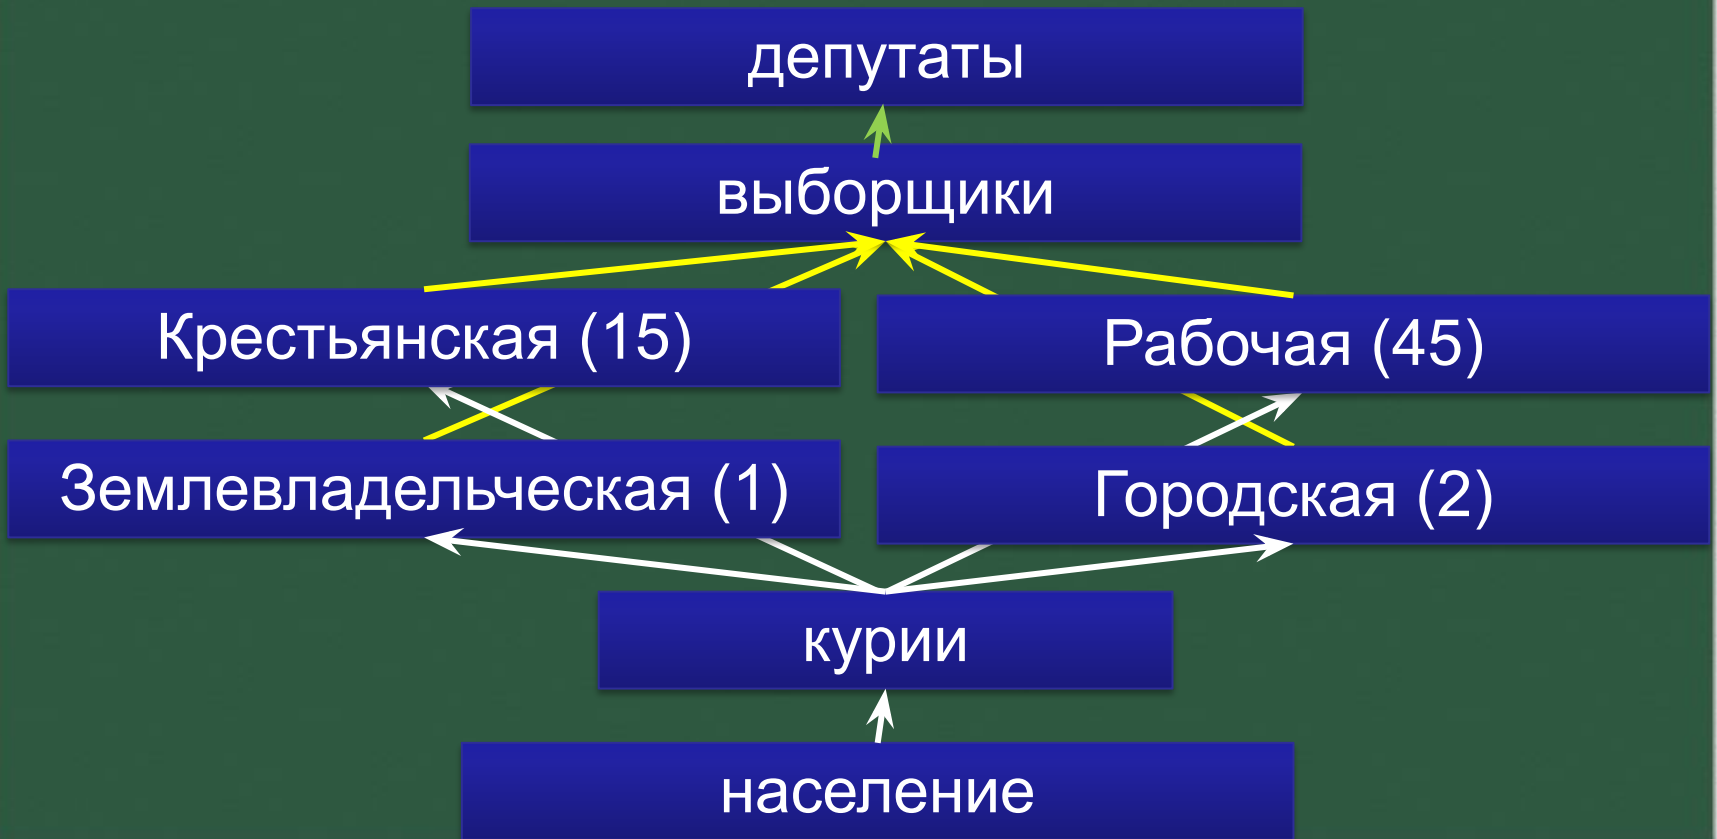 депутаты
выборщики
Крестьянская (15)
Рабочая (45)
Землевладельческая (1)
Городская (2)
курии
население